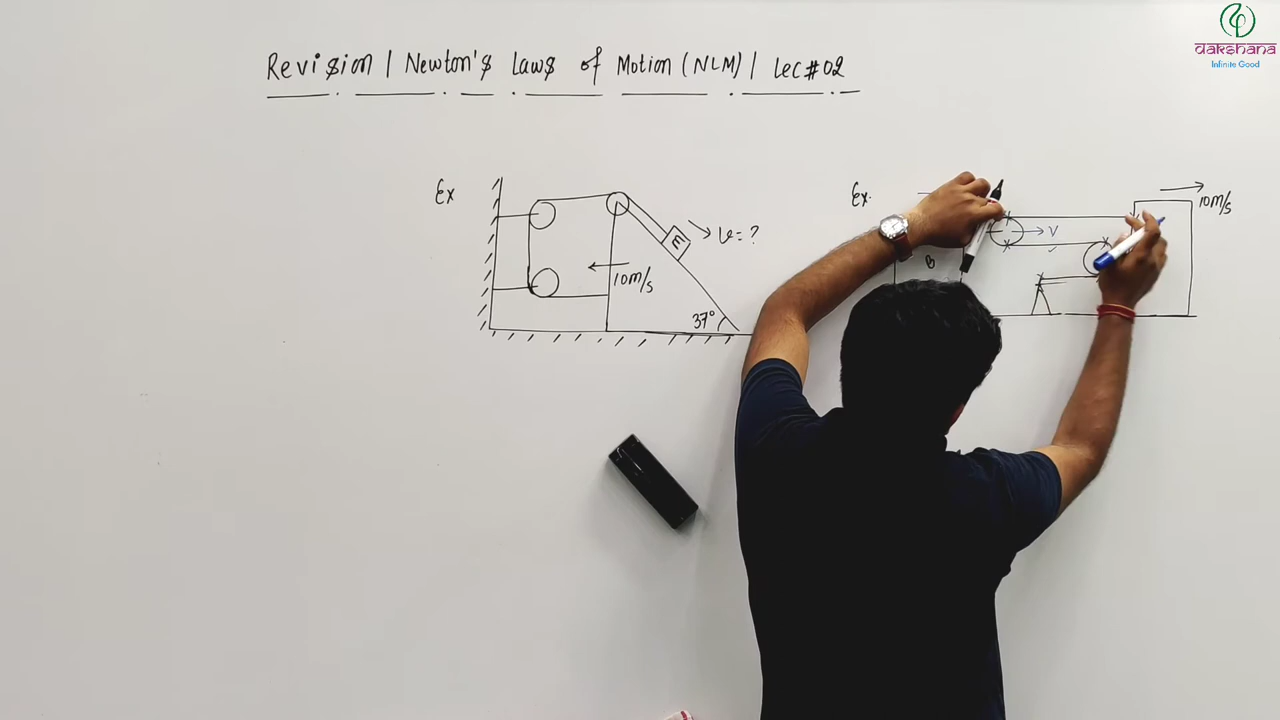 Revision | Newton's Laws of Motion (NLM) | Lec#02
dakshana
Infinite Good
Ex
Ex.
10m/s
E
v = ?
V
10m/s
B
37°